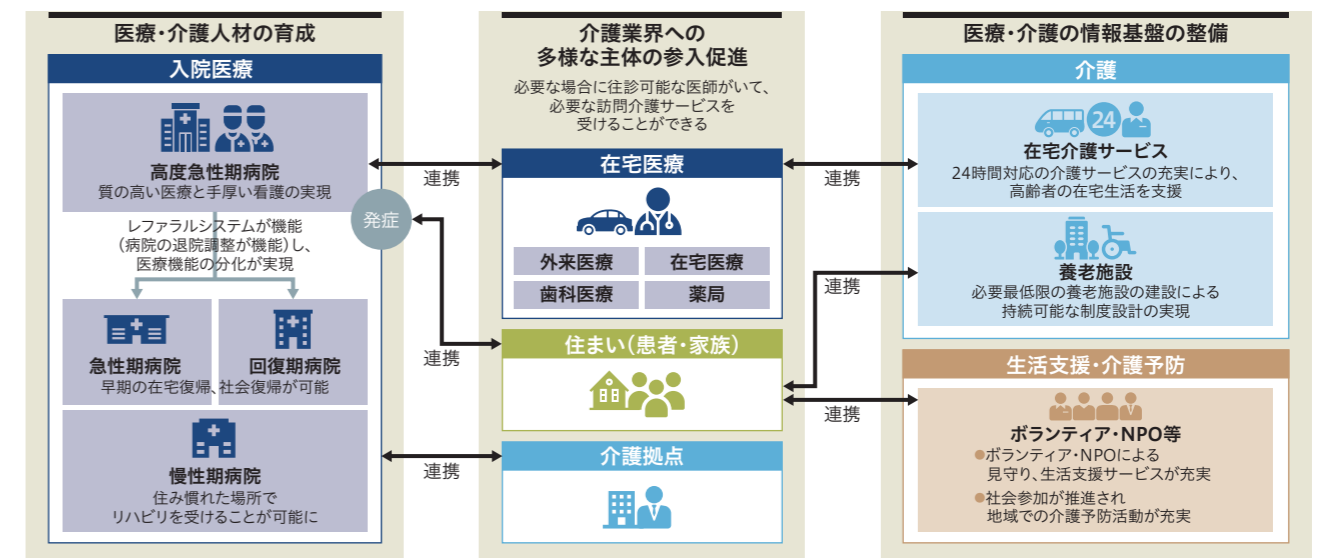 医療・介護人材の育成
入院医療
高度急性期病院
質の高い医療と手厚い看護の実現
レファラルシステムが機能
（病院の退院調整が機能）し、
医療機能の分化が実現
急性期病院
回復期病院
早期の在宅復帰、社会復帰が可能
慢性期病院
住み慣れた場所で
リハビリを受けることが可能に
発症
連携
連携
連携
介護業界への
多様な主体の参入促進
必要な場合に往診可能な医師がいて、
必要な訪問介護サービスを
受けることができる
在宅医療
外来医療
在宅医療
歯科医療
薬局
住まい（患者・家族）
介護拠点
連携
連携
連携
医療・介護の情報基盤の整備
介護
24
在宅介護サービス
24時間対応の介護サービスの充実により、
高齢者の在宅生活を支援
養老施設
必要最低限の養老施設の建設による
持続可能な制度設計の実現
生活支援・介護予防
ボランティア・NPO等
●ボランティア・NPOによる
見守り、生活支援サービスが充実
●社会参加が推進され
地域での介護予防活動が充実